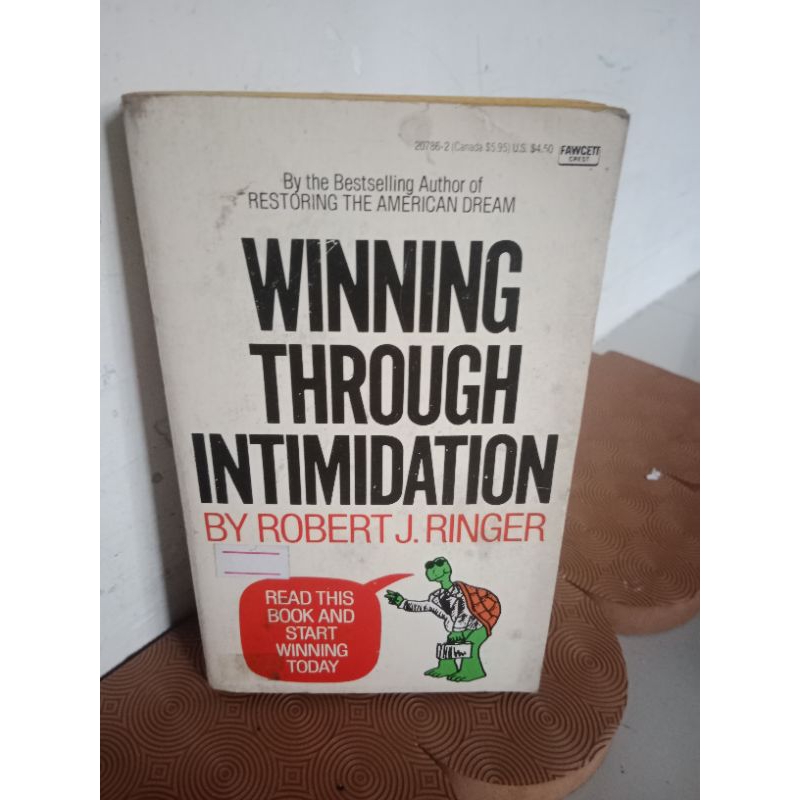 20786-2 (Canada $5.95) U.S. $4.50 FAWCETT
CREST
By the Bestselling Author of
RESTORING THE AMERICAN DREAM
WINNING
THROUGH
INTIMIDATION
BY ROBERT J. RINGER
READ THIS
BOOK AND
START
WINNING
TODAY